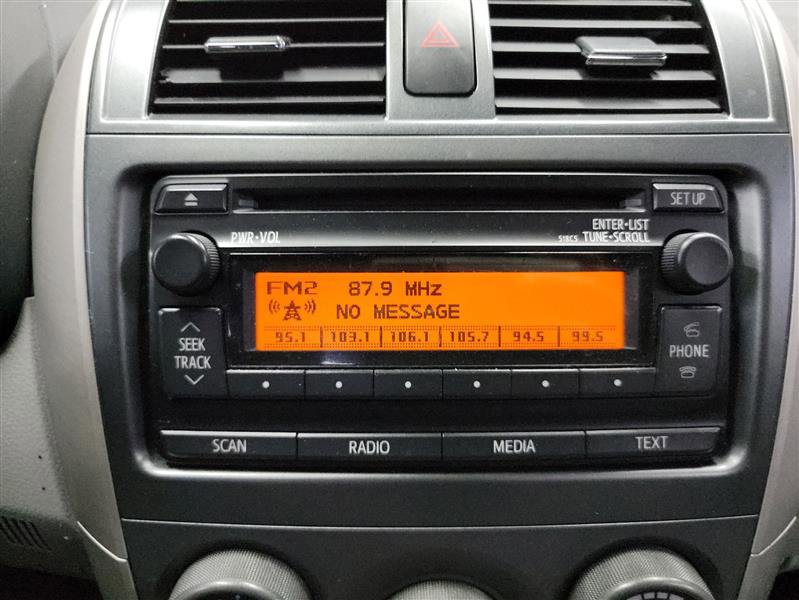 SET UP
PWR•VOL
ENTER•LIST
518C5 TUNE•SCROLL
FM2 87.9 MHz
NO MESSAGE
95.1 103.1 106.1 105.7 94.5 99.5
SEEK
TRACK
PHONE
SCAN RADIO MEDIA TEXT